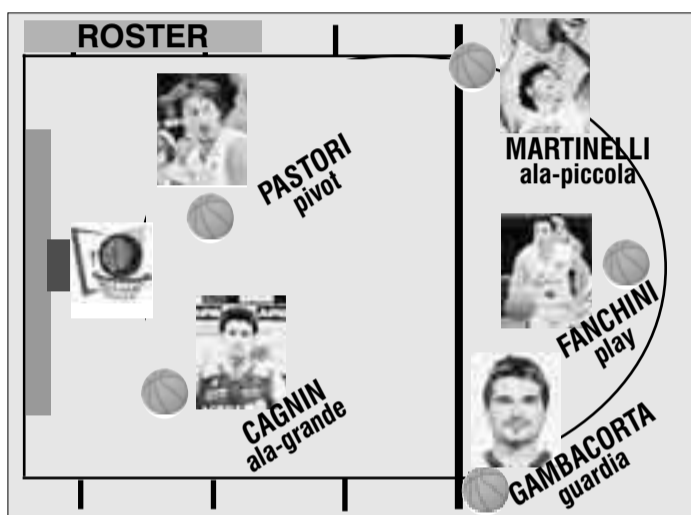 ROSTER
PASTORI
pivot
MARTINELLI
ala-piccola
FANCHINI
play
CAGNIN
ala-grande
GAMBACORTA
guardia